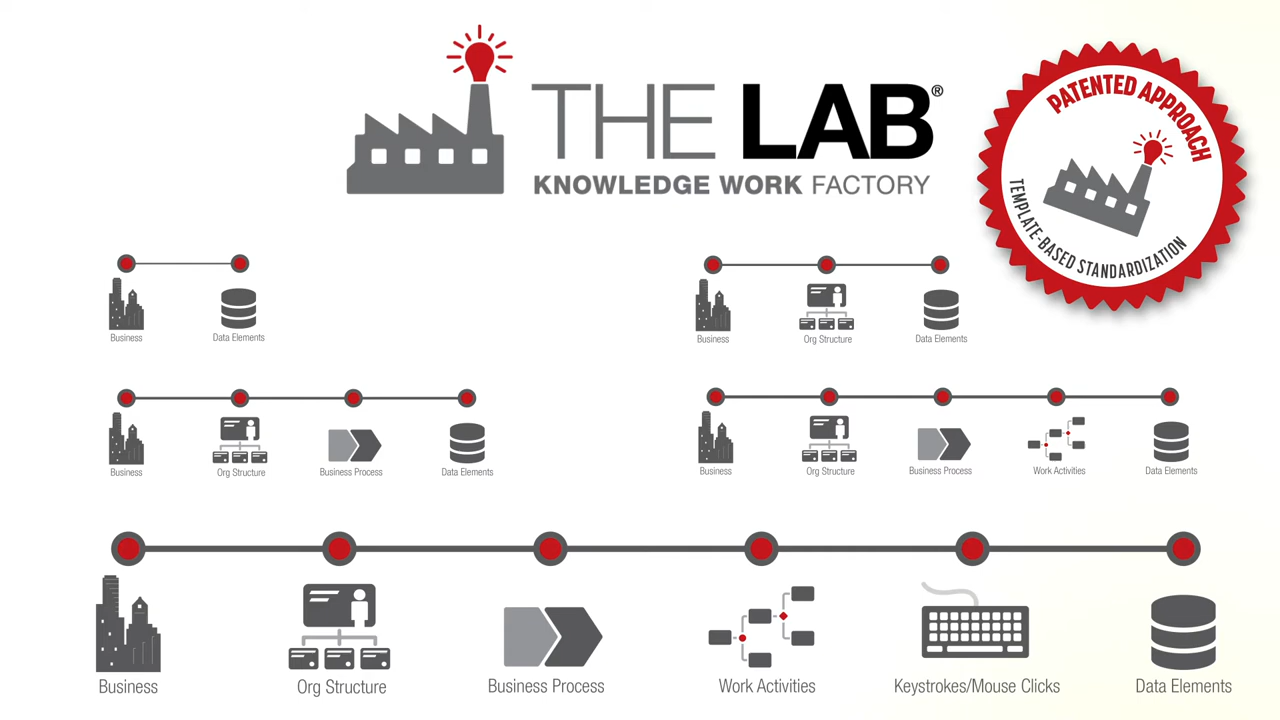 THE LAB®
KNOWLEDGE WORK FACTORY
PATENTED APPROACH
TEMPLATE-BASED STANDARDIZATION
Business Data Elements
Business Org Structure Data Elements
Business Org Structure Business Process Data Elements
Business Org Structure Business Process Work Activities Data Elements
Business Org Structure Business Process Work Activities Keystrokes/Mouse Clicks Data Elements